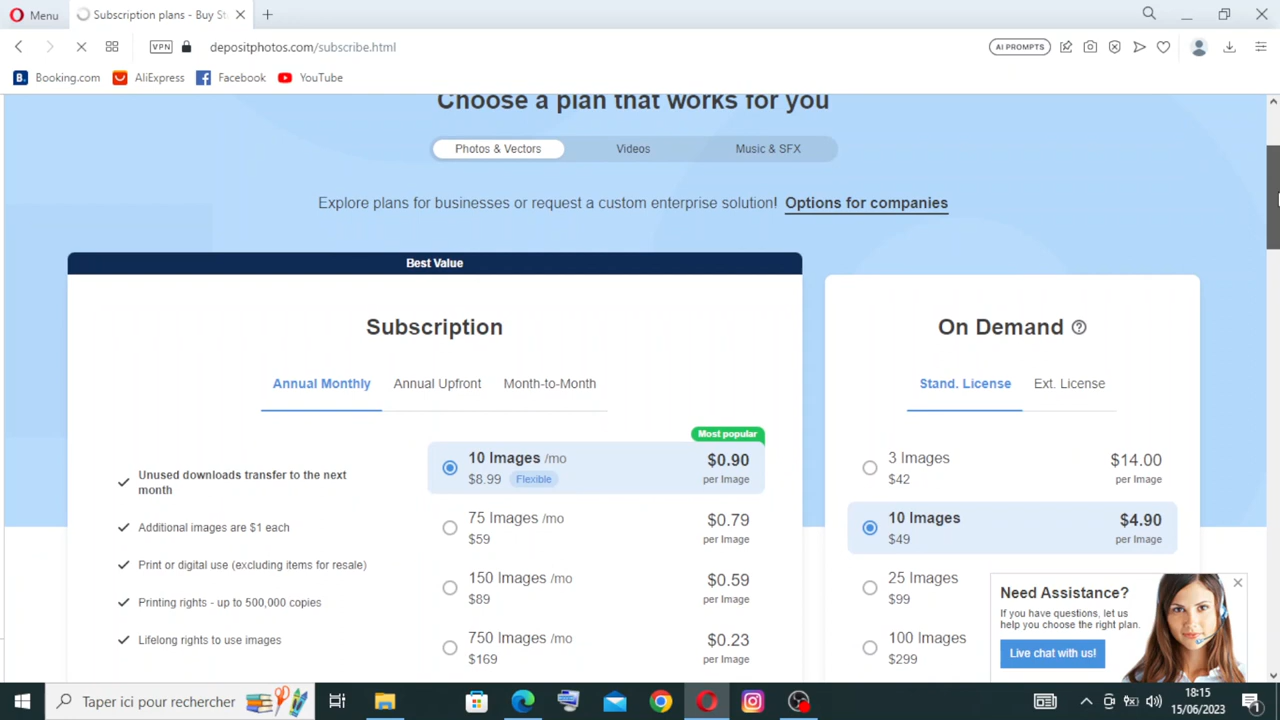 Menu
Subscription plans - Buy St
VPN
depositphotos.com/subscribe.html
AI PROMPTS
B.
Booking.com
AliExpress
Facebook
YouTube
Choose a plan that works for you
Photos & Vectors
Videos
Music & SFX
Explore plans for businesses or request a custom enterprise solution! Options for companies
Best Value
Subscription
Annual Monthly
Annual Upfront
Month-to-Month
Unused downloads transfer to the next
month
Additional images are $1 each
Print or digital use (excluding items for resale)
Printing rights - up to 500,000 copies
Lifelong rights to use images
Most popular
10 Images /mo
$0.90
$8.99 Flexible
per Image
75 Images /mo
$0.79
$59
per Image
150 Images /mo
$0.59
$89
per Image
750 Images /mo
$0.23
$169
per Image
On Demand ?
Stand. License
Ext. License
3 Images
$14.00
$42
per Image
10 Images
$4.90
$49
per Image
25 Images
$99
100 Images
$299
Need Assistance?
If you have questions, let us
help you choose the right plan.
Live chat with us!
Taper ici pour rechercher
18:15
15/06/2023
1